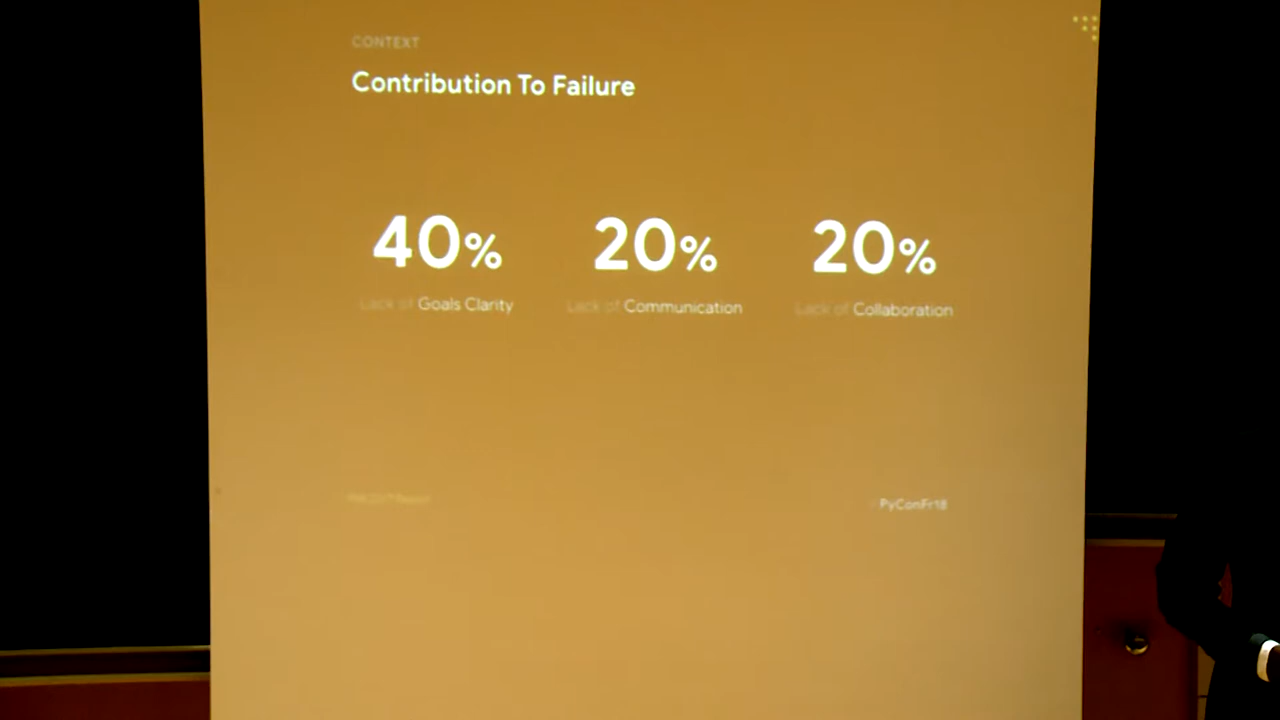 CONTEXT
Contribution To Failure
40% 20% 20%
Lack of Goals Clarity Lack of Communication Lack of Collaboration
PyConFr18